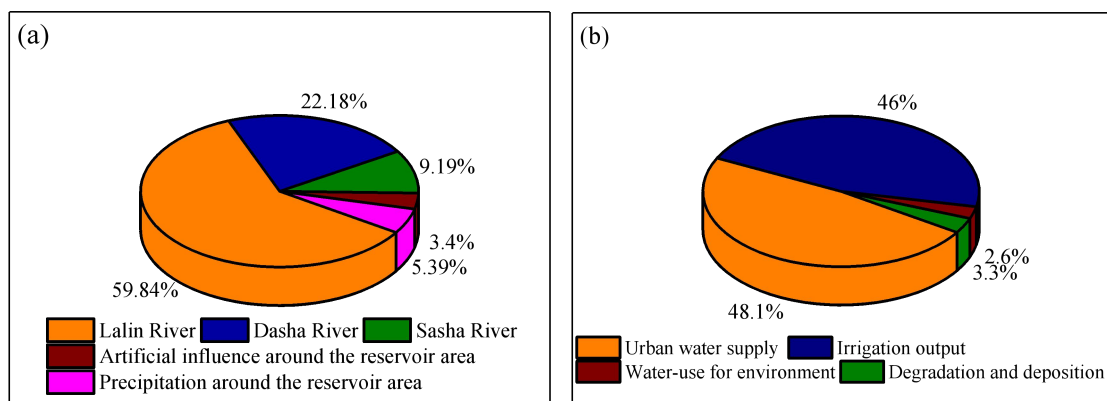 (a)
22.18%
9.19%
3.4%
5.39%
59.84%
Lalin River Dasha River Sasha River
Artificial influence around the reservoir area
Precipitation around the reservoir area
(b)
46%
2.6%
3.3%
48.1%
Urban water supply Irrigation output
Water-use for environment Degradation and deposition